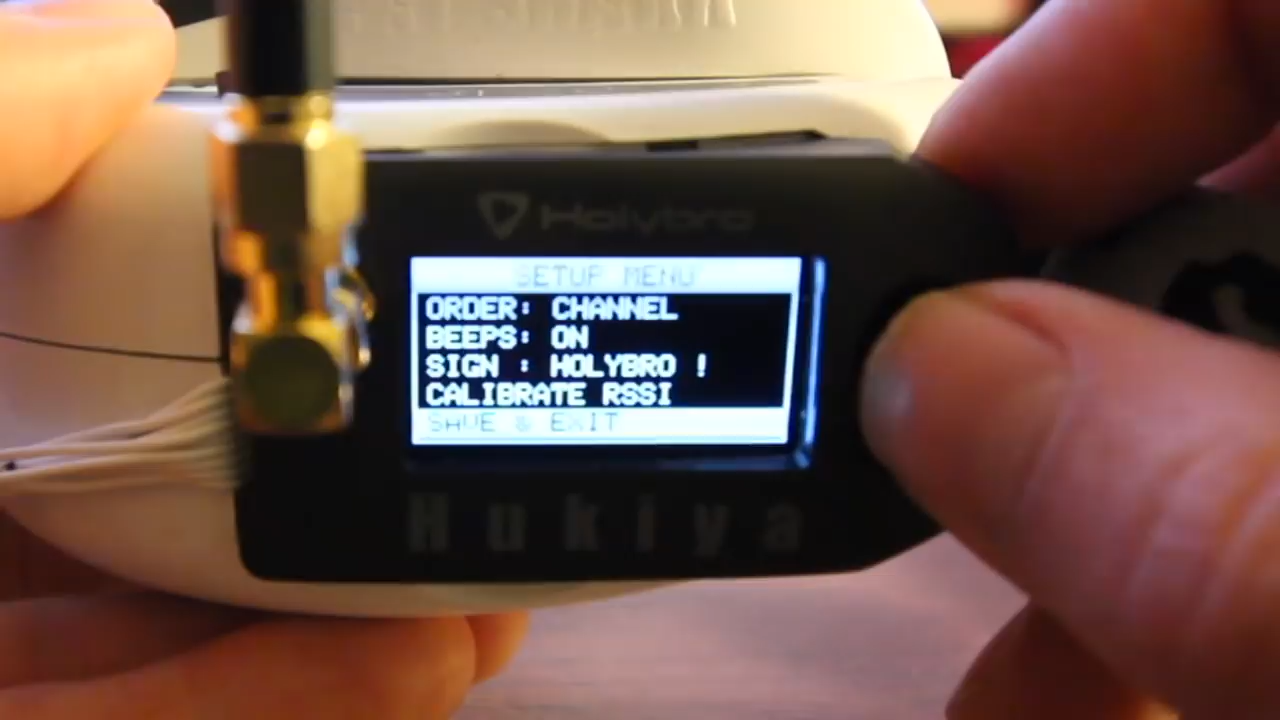 Holybro
SETUP MENU
ORDER: CHANNEL
BEEPS: ON
SIGN : HOLYBRO !
CALIBRATE RSSI
SAVE & EXIT
Hukiya